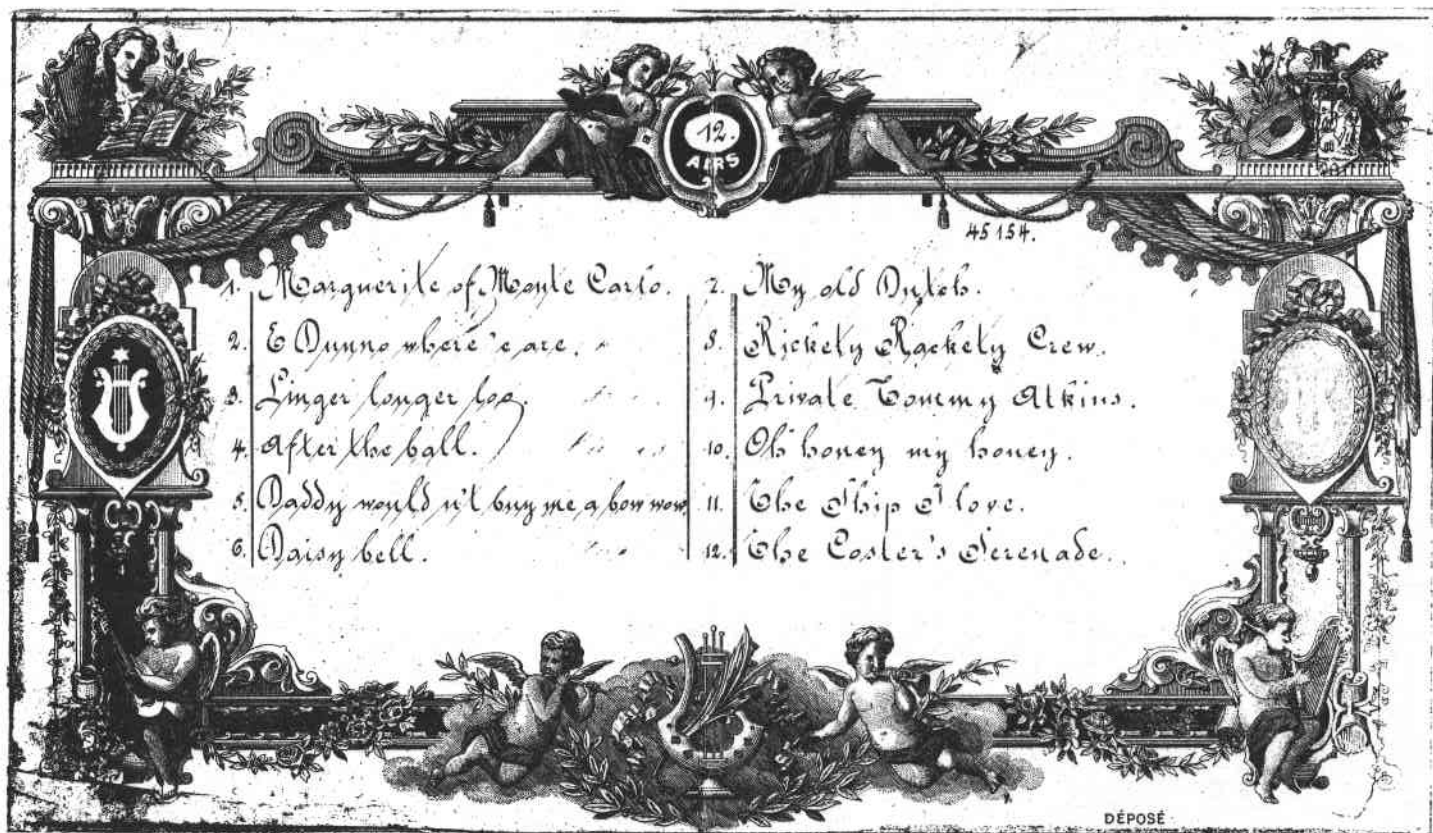 12.
AIRS
45154.
1. Marguerite of Monte Carlo.
2. E Dunno where 'e are.
3. Linger longer loo.
4. After the ball.
5. Daddy would n't buy me a bow wow.
6. Daisy bell.
7. My old Dutch.
8. Rickety Rackety Crew.
9. Private Tommy Atkins.
10. Oh honey my honey.
11. The Ship I love.
12. The Coster's Serenade.
DÉPOSÉ